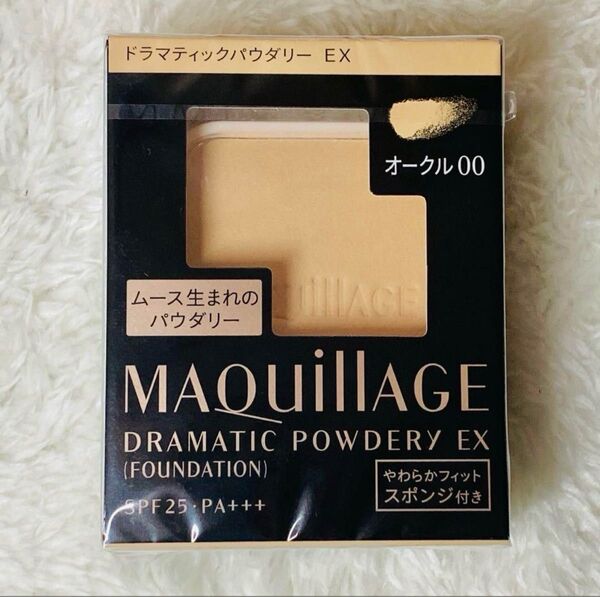 ドラマティックパウダリー EX
オークル00
uillAGE
ムース生まれの
パウダリー
MAQuillAGE
DRAMATIC POWDERY EX
(FOUNDATION)
SPF25・PA+++
やわらかフィット
スポンジ付き